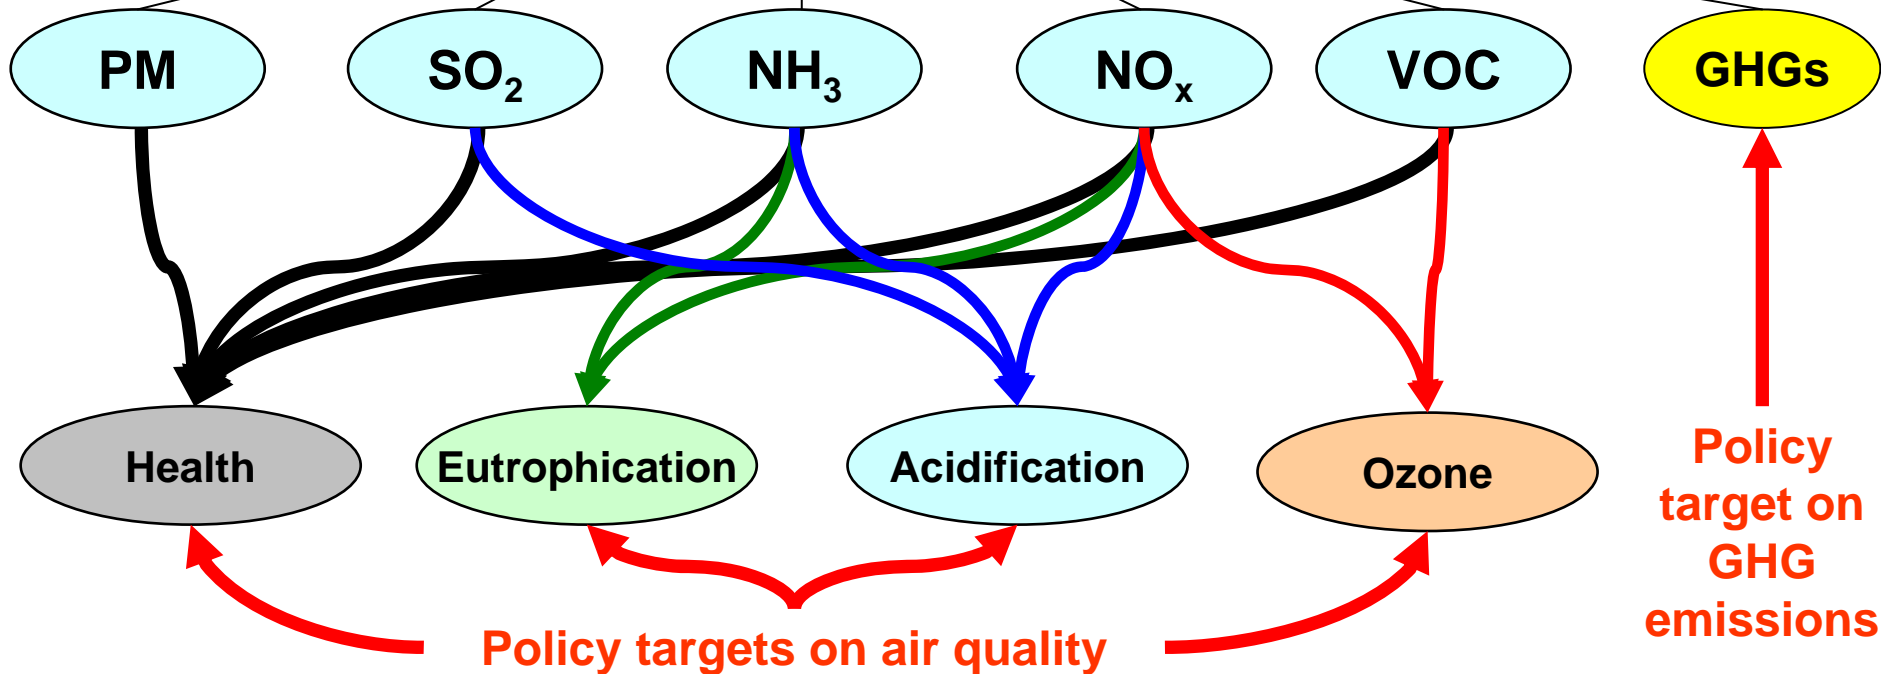 PM
SO₂
NH₃
NOₓ
VOC
GHGs
Health
Eutrophication
Acidification
Ozone
Policy
target on
GHG
emissions
Policy targets on air quality